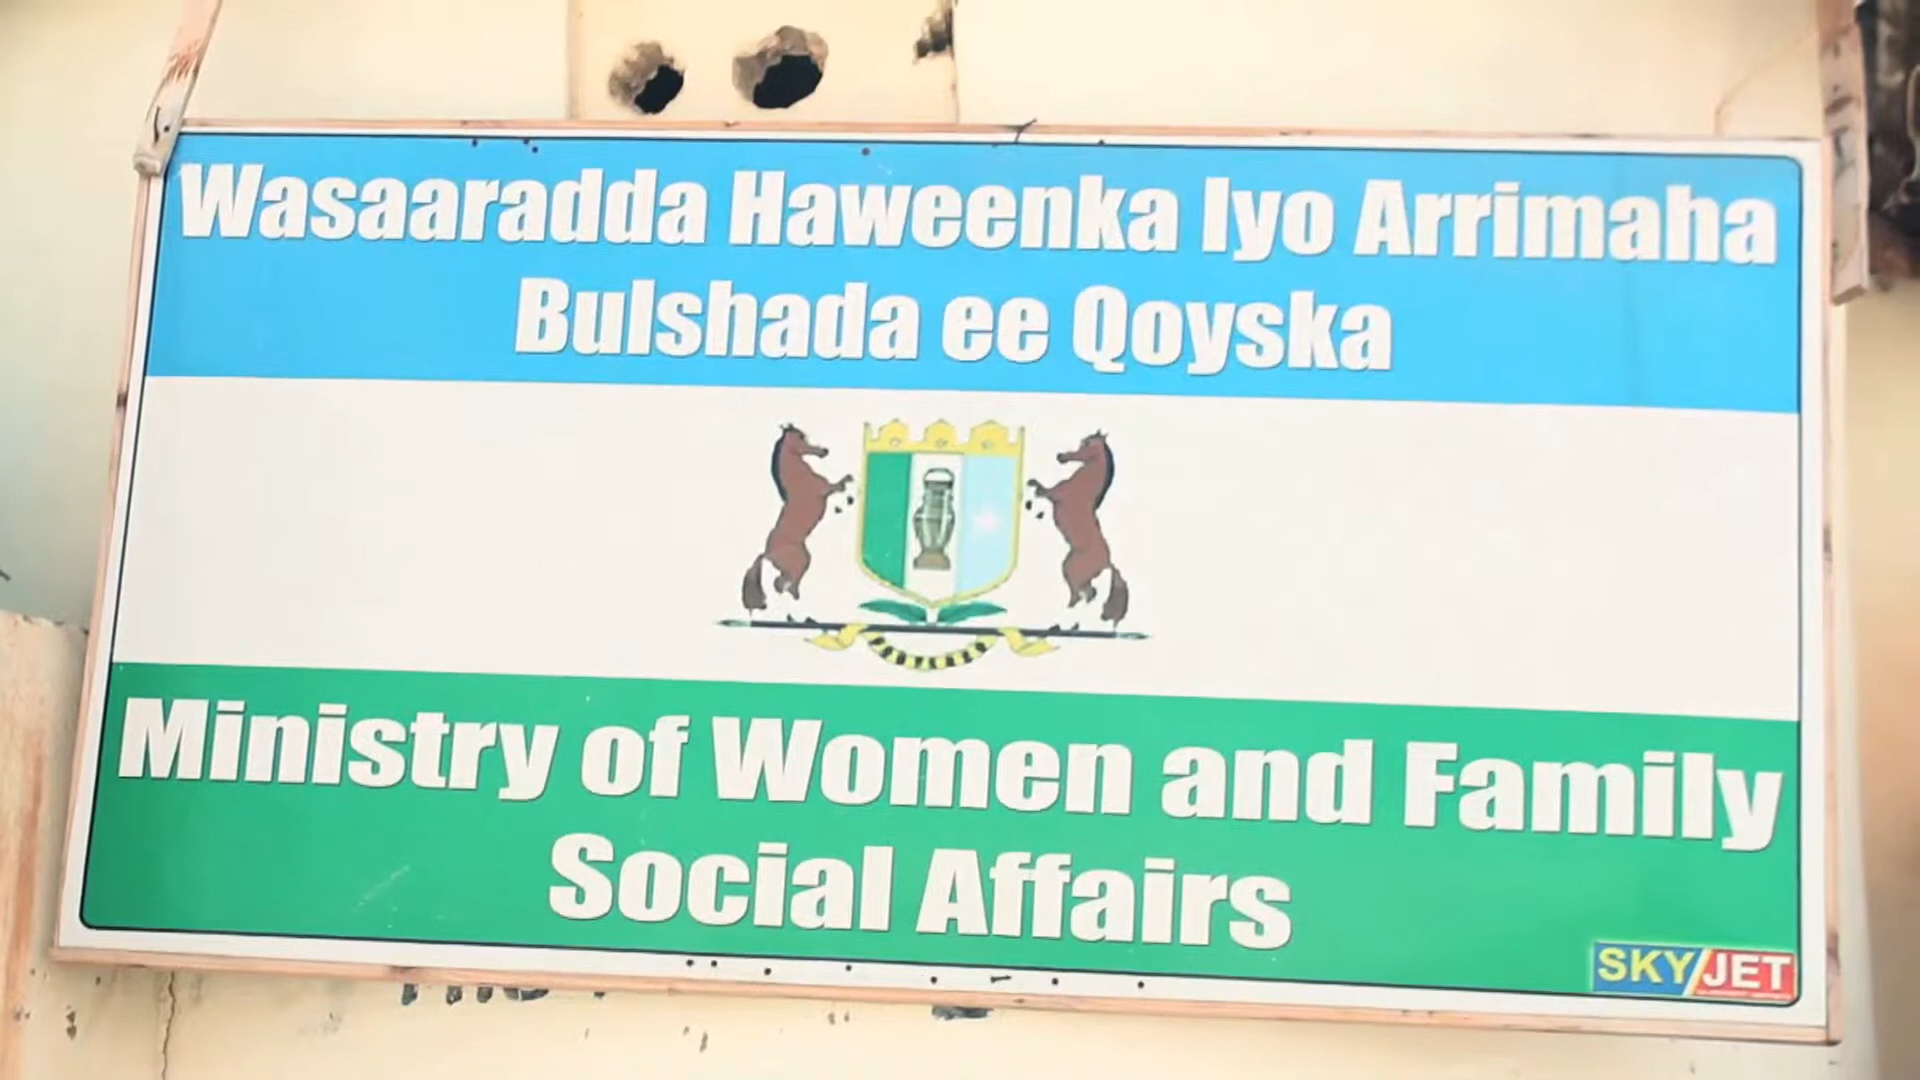 Wasaaradda Haweenka Iyo Arrimaha
Bulshada ee Qoyska
Ministry of Women and Family
Social Affairs
SKY/JET